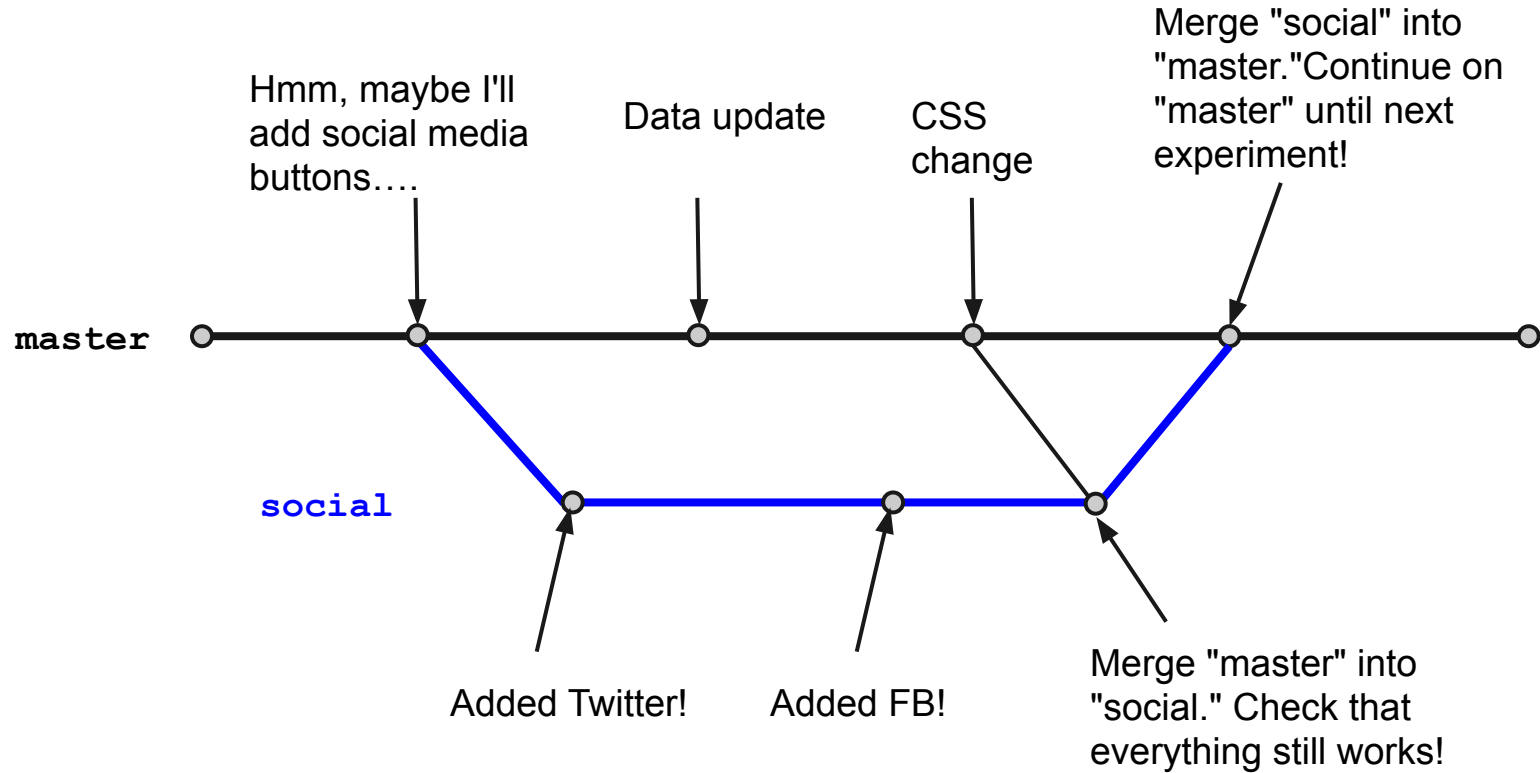 Hmm, maybe I'll
add social media
buttons….
Data update
CSS
change
Merge "social" into
"master."Continue on
"master" until next
experiment!
master
social
Added Twitter!
Added FB!
Merge "master" into
"social." Check that
everything still works!